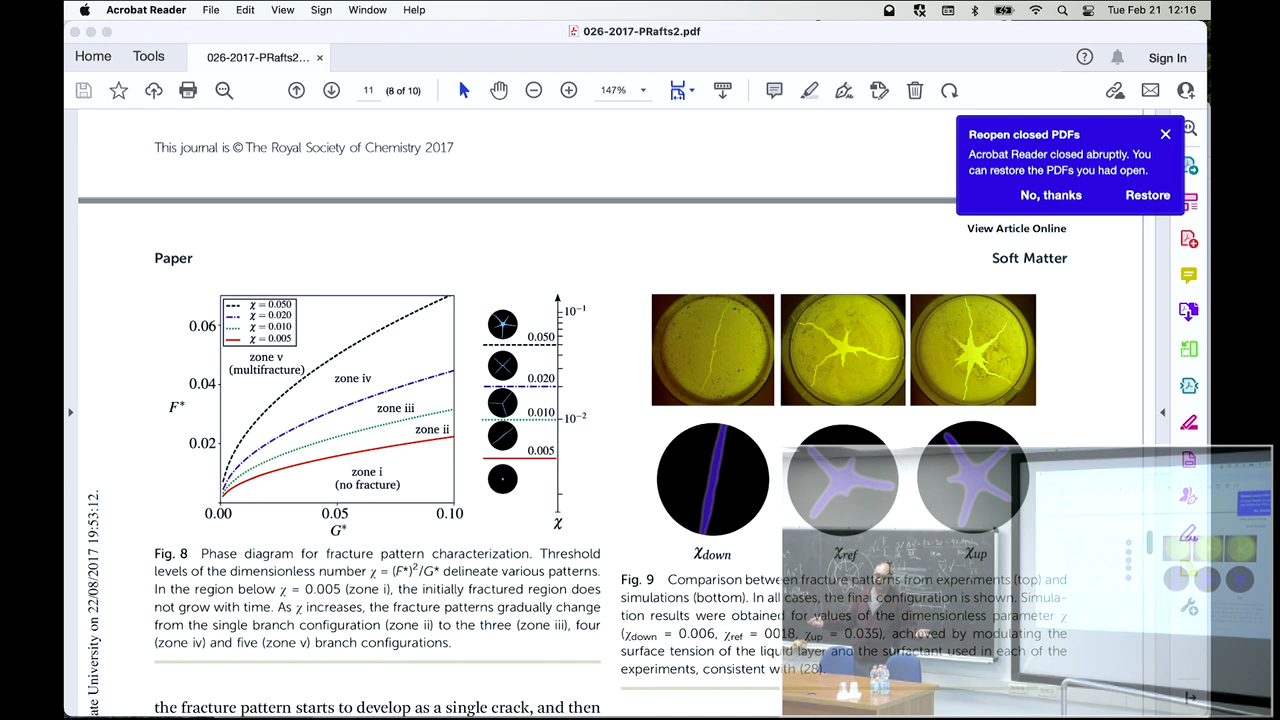 Acrobat Reader File Edit View Sign Window Help Tue Feb 21 12:16
026-2017-PRafts2.pdf
Home Tools 026-2017-PRafts2... × Sign In
11 (8 of 10) 147%
Reopen closed PDFs
Acrobat Reader closed abruptly. You
can restore the PDFs you had open.
No, thanks Restore
This journal is © The Royal Society of Chemistry 2017
View Article Online
Paper Soft Matter
χ = 0.050
χ = 0.020
χ = 0.010
χ = 0.005
0.06
0.04
0.02
F*
zone v
(multifracture)
zone iv
zone iii
zone ii
zone i
(no fracture)
0.00 0.05 0.10
G*
10⁻¹
0.050
0.020
0.010
10⁻²
0.005
χ
Fig. 8 Phase diagram for fracture pattern characterization. Threshold
levels of the dimensionless number χ = (F*)²/G* delineate various patterns.
In the region below χ = 0.005 (zone i), the initially fractured region does
not grow with time. As χ increases, the fracture patterns gradually change
from the single branch configuration (zone ii) to the three (zone iii), four
(zone iv) and five (zone v) branch configurations.
the fracture pattern starts to develop as a single crack, and then
χdown χref χup
Fig. 9 Comparison between fracture patterns from experiments (top) and
simulations (bottom). In all cases, the final configuration is shown. Simula-
tion results were obtained for values of the dimensionless parameter χ
(χdown = 0.006, χref = 0018, χup = 0.035), achieved by modulating the
surface tension of the liquid layer and the surfactant used in each of the
experiments, consistent with (28).
ate University on 22/08/2017 19:53:12.